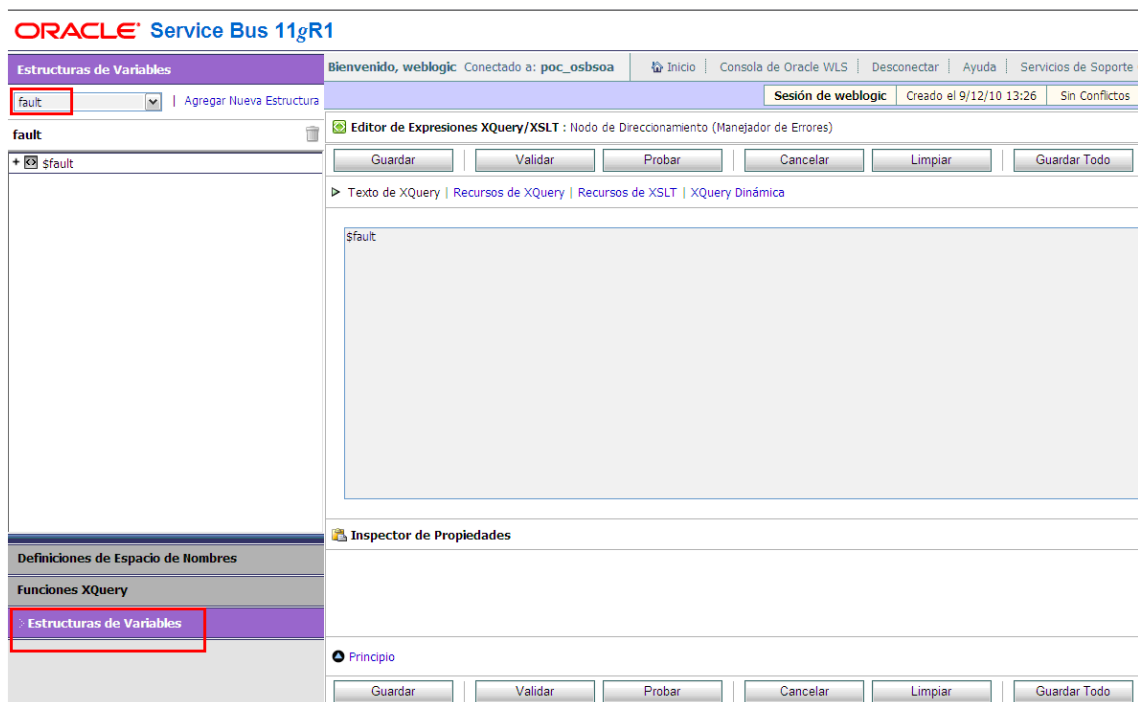 ORACLE Service Bus 11gR1
Estructuras de Variables
Bienvenido, weblogic Conectado a: poc_osbsoa Inicio | Consola de Oracle WLS | Desconectar | Ayuda | Servicios de Soporte
fault | Agregar Nueva Estructura
Sesión de weblogic Creado el 9/12/10 13:26 Sin Conflictos
fault
Editor de Expresiones XQuery/XSLT : Nodo de Direccionamiento (Manejador de Errores)
+ $fault
Guardar Validar Probar Cancelar Limpiar Guardar Todo
Texto de XQuery | Recursos de XQuery | Recursos de XSLT | XQuery Dinámica
$fault
Inspector de Propiedades
Definiciones de Espacio de Nombres
Funciones XQuery
Estructuras de Variables
Principio
Guardar Validar Probar Cancelar Limpiar Guardar Todo